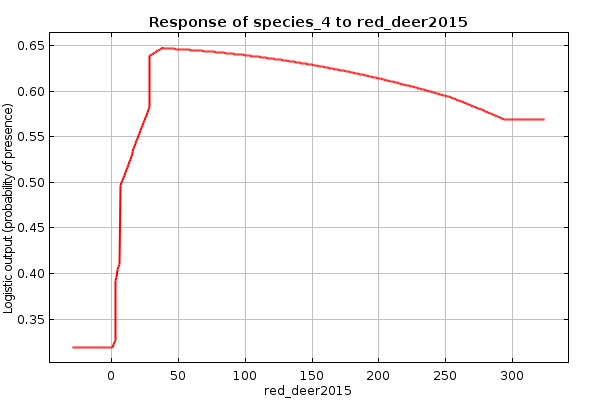 Response of species_4 to red_deer2015
Logistic output (probability of presence)
0.65
0.60
0.55
0.50
0.45
0.40
0.35
0 50 100 150 200 250 300
red_deer2015